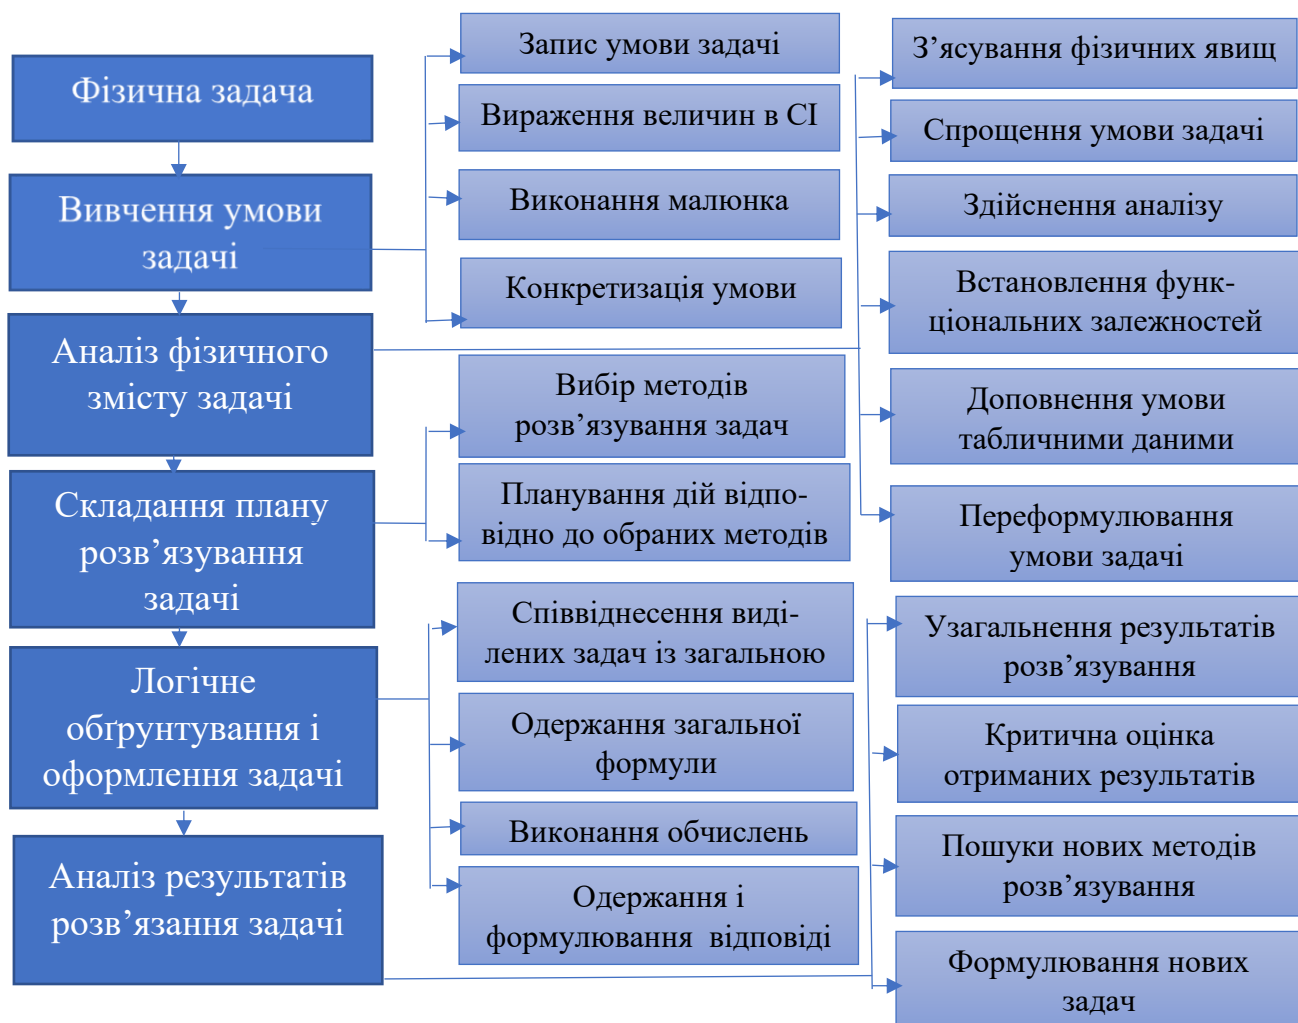 Фізична задача
Вивчення умови
задачі
Аналіз фізичного
змісту задачі
Складання плану
розв’язування
задачі
Логічне
обґрунтування і
оформлення задачі
Аналіз результатів
розв’язання задачі
Запис умови задачі
Вираження величин в СІ
Виконання малюнка
Конкретизація умови
Вибір методів
розв’язування задач
Планування дій відпо-
відно до обраних методів
Співвіднесення виді-
лених задач із загальною
Одержання загальної
формули
Виконання обчислень
Одержання і
формулювання відповіді
З’ясування фізичних явищ
Спрощення умови задачі
Здійснення аналізу
Встановлення функ-
ціональних залежностей
Доповнення умови
табличними даними
Переформулювання
умови задачі
Узагальнення результатів
розв’язування
Критична оцінка
отриманих результатів
Пошуки нових методів
розв’язування
Формулювання нових
задач